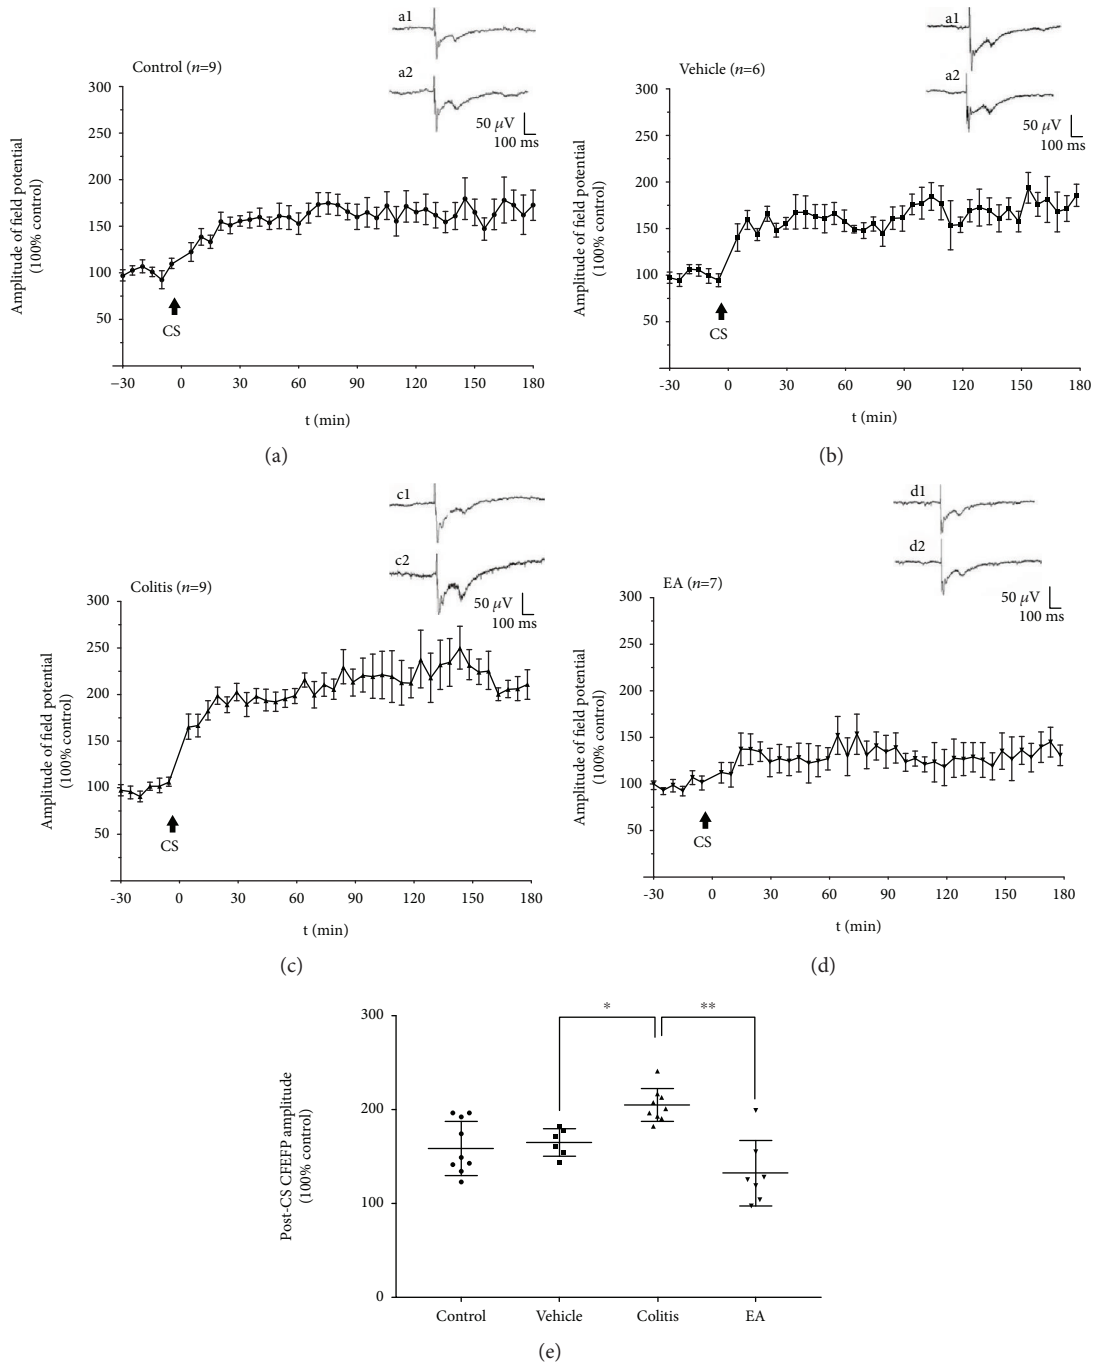 a1
Control (n=9)
a2
50 μV
100 ms
Amplitude of field potential
(100% control)
300
250
200
150
100
50
CS
−30 0 30 60 90 120 150 180
t (min)
(a)
a1
Vehicle (n=6)
a2
50 μV
100 ms
Amplitude of field potential
(100% control)
300
250
200
150
100
50
CS
-30 0 30 60 90 120 150 180
t (min)
(b)
c1
c2
Colitis (n=9)
50 μV
100 ms
Amplitude of field potential
(100% control)
300
250
200
150
100
50
CS
-30 0 30 60 90 120 150 180
t (min)
(c)
d1
d2
EA (n=7)
50 μV
100 ms
Amplitude of field potential
(100% control)
300
250
200
150
100
50
CS
-30 0 30 60 90 120 150 180
t (min)
(d)
* **
Post-CS CFEFP amplitude
(100% control)
300
200
100
0
Control Vehicle Colitis EA
(e)